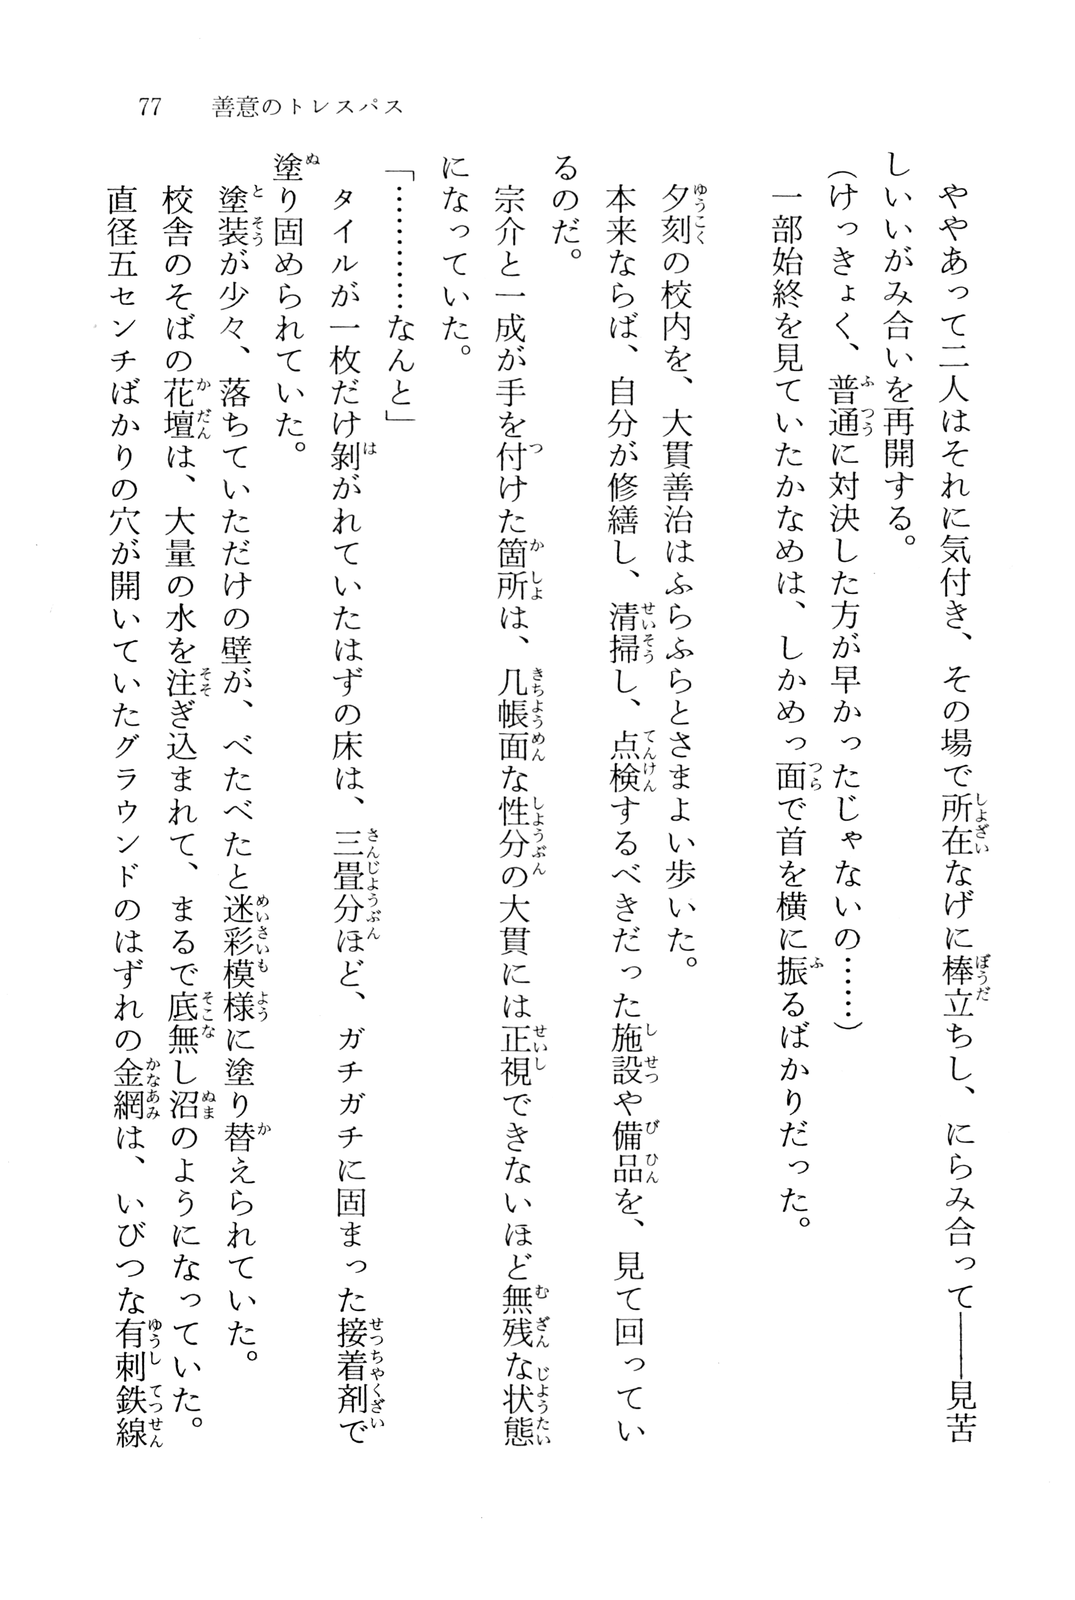 77　善意のトレスパス
　ややあって二人はそれに気付き、その場で所在なげに棒立ちし、にらみ合って――見苦
しいいがみ合いを再開する。
（けっきょく、普通に対決した方が早かったじゃないの……）
　一部始終を見ていたかなめは、しかめっ面で首を横に振るばかりだった。
　夕刻の校内を、大貫善治はふらふらとさまよい歩いた。
　本来ならば、自分が修繕し、清掃し、点検するべきだった施設や備品を、見て回ってい
るのだ。
　宗介と一成が手を付けた箇所は、几帳面な性分の大貫には正視できないほど無残な状態
になっていた。
「…………なんと」
　タイルが一枚だけ剝がれていたはずの床は、三畳分ほど、ガチガチに固まった接着剤で
塗り固められていた。
　塗装が少々、落ちていただけの壁が、べたべたと迷彩模様に塗り替えられていた。
　校舎のそばの花壇は、大量の水を注ぎ込まれて、まるで底無し沼のようになっていた。
　直径五センチばかりの穴が開いていたグラウンドのはずれの金網は、いびつな有刺鉄線